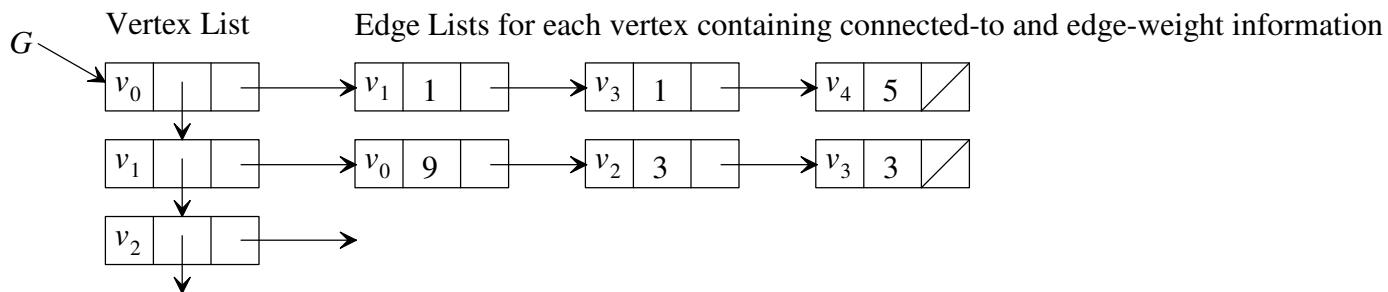 Vertex List
Edge Lists for each vertex containing connected-to and edge-weight information
G
v0 v1 1 v3 1 v4 5
v1 v0 9 v2 3 v3 3
v2